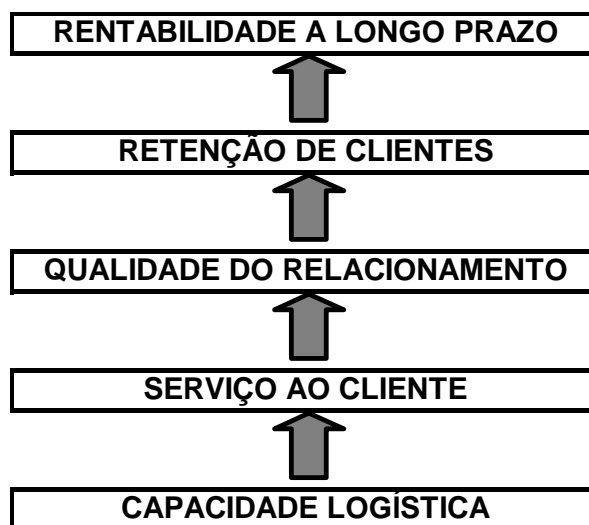 RENTABILIDADE A LONGO PRAZO
RETENÇÃO DE CLIENTES
QUALIDADE DO RELACIONAMENTO
SERVIÇO AO CLIENTE
CAPACIDADE LOGÍSTICA